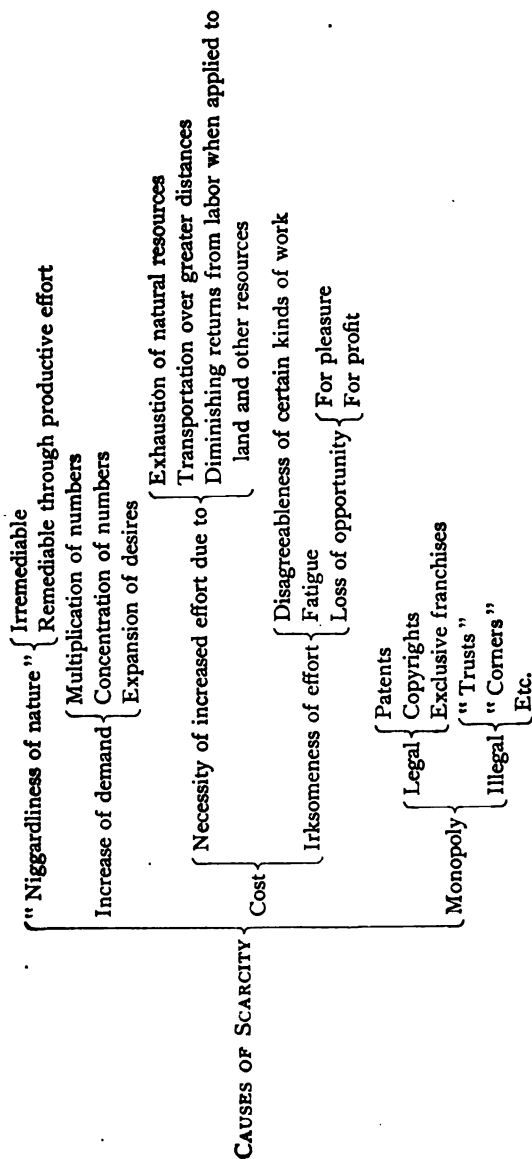 CAUSES OF SCARCITY
"Niggardliness of nature"
Irremediable
Remediable through productive effort
Increase of demand
Multiplication of numbers
Concentration of numbers
Expansion of desires
Cost
Necessity of increased effort due to
Exhaustion of natural resources
Transportation over greater distances
Diminishing returns from labor when applied to
land and other resources
Irksomeness of effort
Disagreeableness of certain kinds of work
Fatigue
Loss of opportunity
For pleasure
For profit
Monopoly
Legal
Patents
Copyrights
Exclusive franchises
Illegal
"Trusts"
"Corners"
Etc.